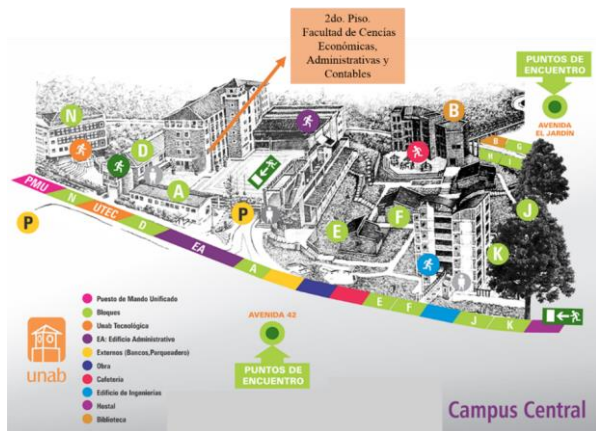 2do. Piso.
Facultad de Cencías
Económicas,
Administrativas y
Contables
PUNTOS DE
ENCUENTRO
AVENIDA
EL JARDÍN
N
D
A
B
B G
H I
J
E
F
K
P
P
PMU
N
UTEC
D
EA
A
E / F
J / K
Puesto de Mando Unificado
Bloques
Unab Tecnológica
EA: Edificio Administrativo
Externos (Bancos,Parqueadero)
Obra
Cafetería
Edificio de Ingenierías
Hostal
Biblioteca
unab
AVENIDA 42
PUNTOS DE
ENCUENTRO
Campus Central